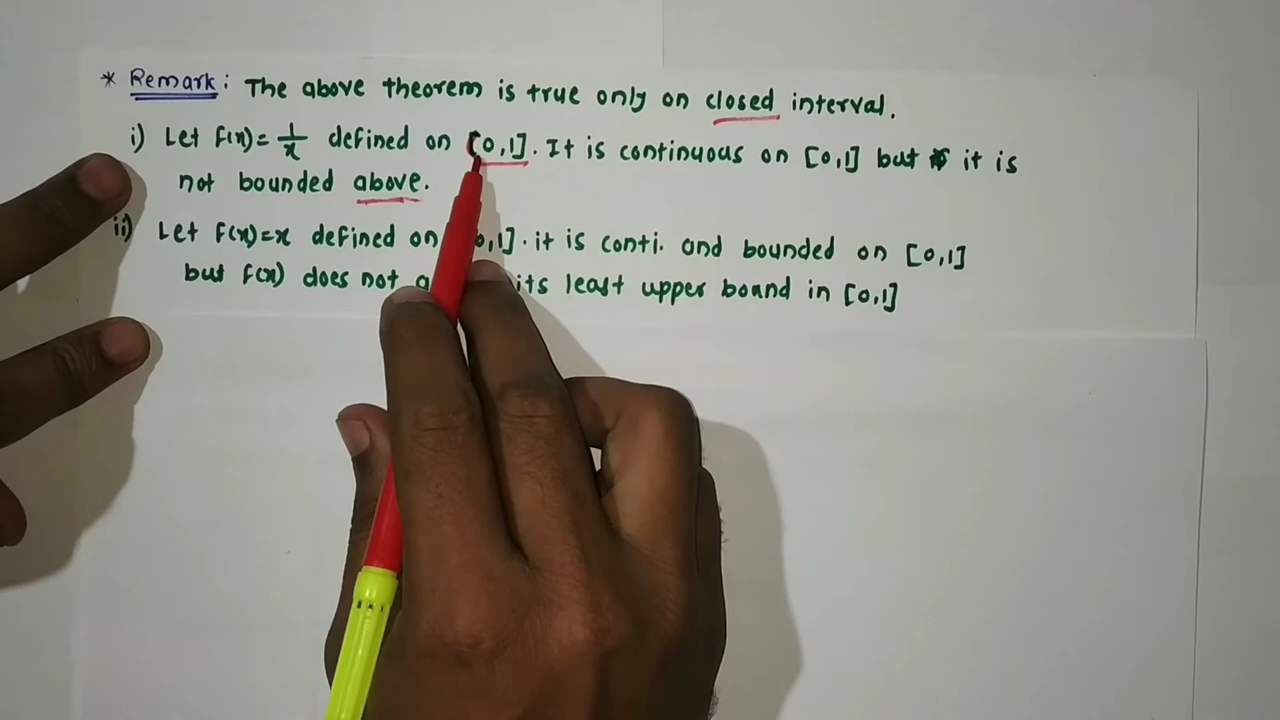 * Remark: The above theorem is true only on closed interval.
i) Let f(x)= 1/x defined on [0,1]. It is continuous on [0,1] but it is
not bounded above.
ii) Let f(x)=x defined on 0,1]. it is conti. and bounded on [0,1]
but f(x) does not its least upper bound in [0,1]